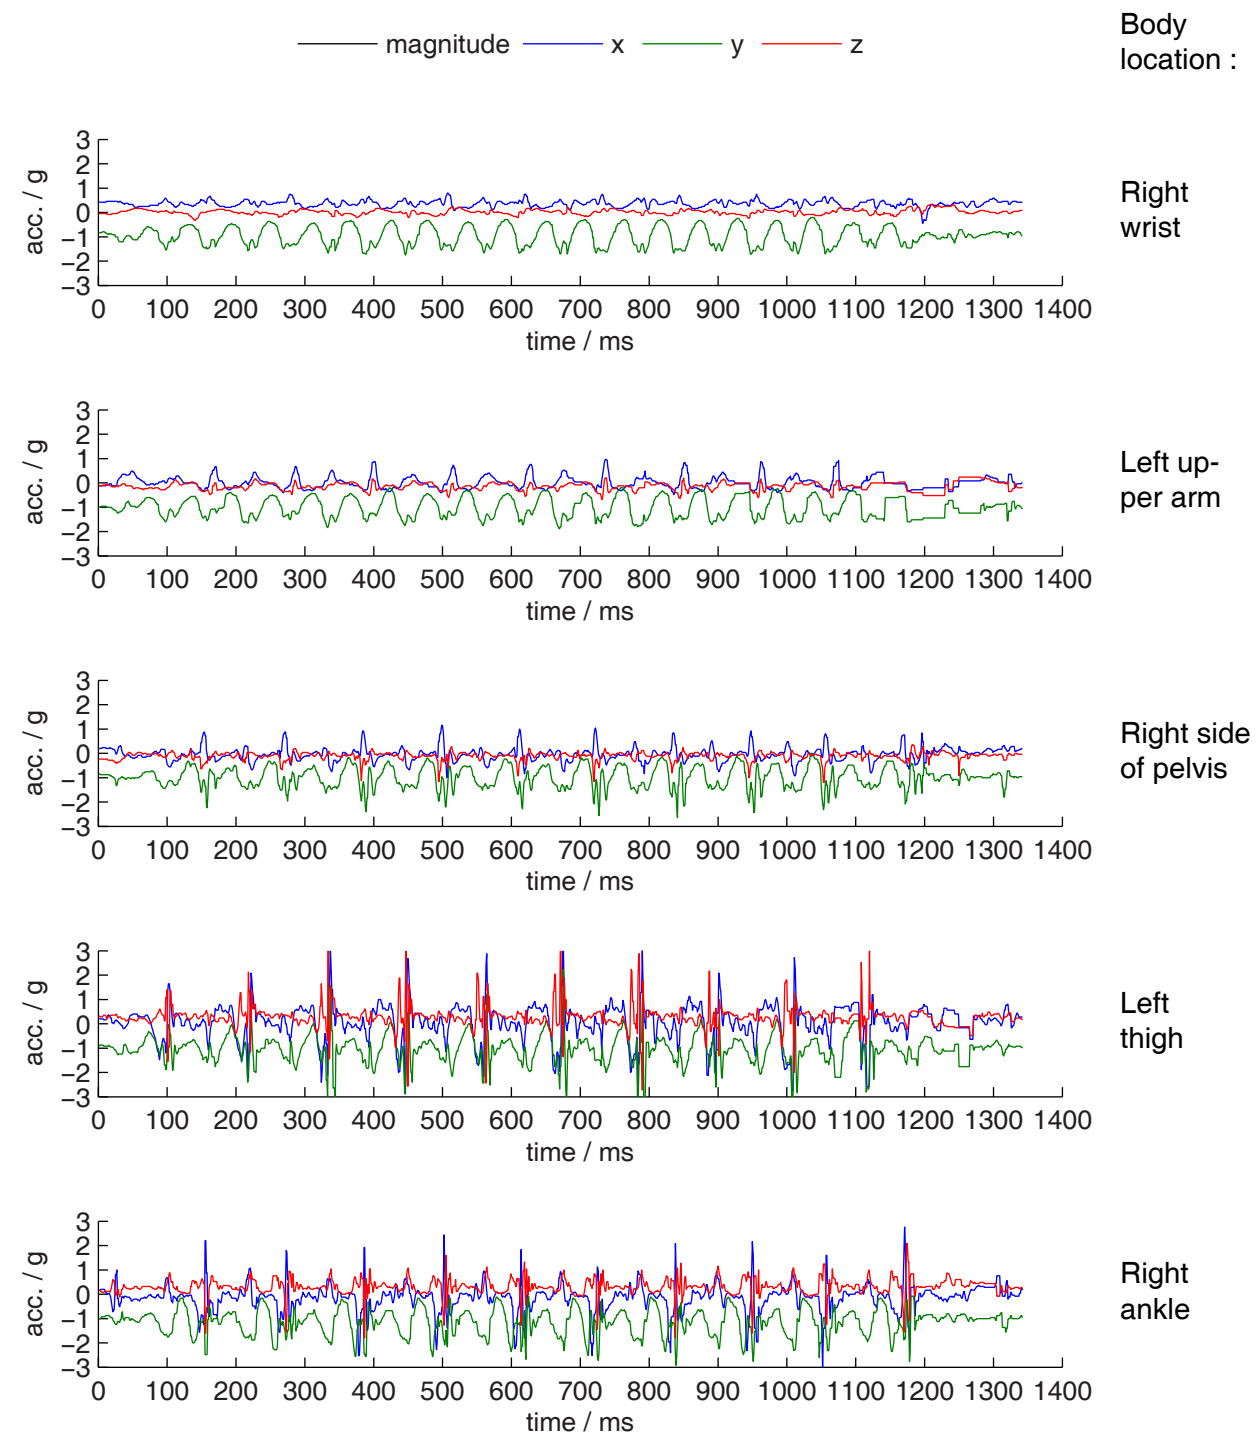 magnitude x y z
Body
location :
3
2
1
0
−1
−2
−3
acc. / g
0 100 200 300 400 500 600 700 800 900 1000 1100 1200 1300 1400
time / ms
Right
wrist
3
2
1
0
−1
−2
−3
acc. / g
0 100 200 300 400 500 600 700 800 900 1000 1100 1200 1300 1400
time / ms
Left up-
per arm
3
2
1
0
−1
−2
−3
acc. / g
0 100 200 300 400 500 600 700 800 900 1000 1100 1200 1300 1400
time / ms
Right side
of pelvis
3
2
1
0
−1
−2
−3
acc. / g
0 100 200 300 400 500 600 700 800 900 1000 1100 1200 1300 1400
time / ms
Left
thigh
3
2
1
0
−1
−2
−3
acc. / g
0 100 200 300 400 500 600 700 800 900 1000 1100 1200 1300 1400
time / ms
Right
ankle